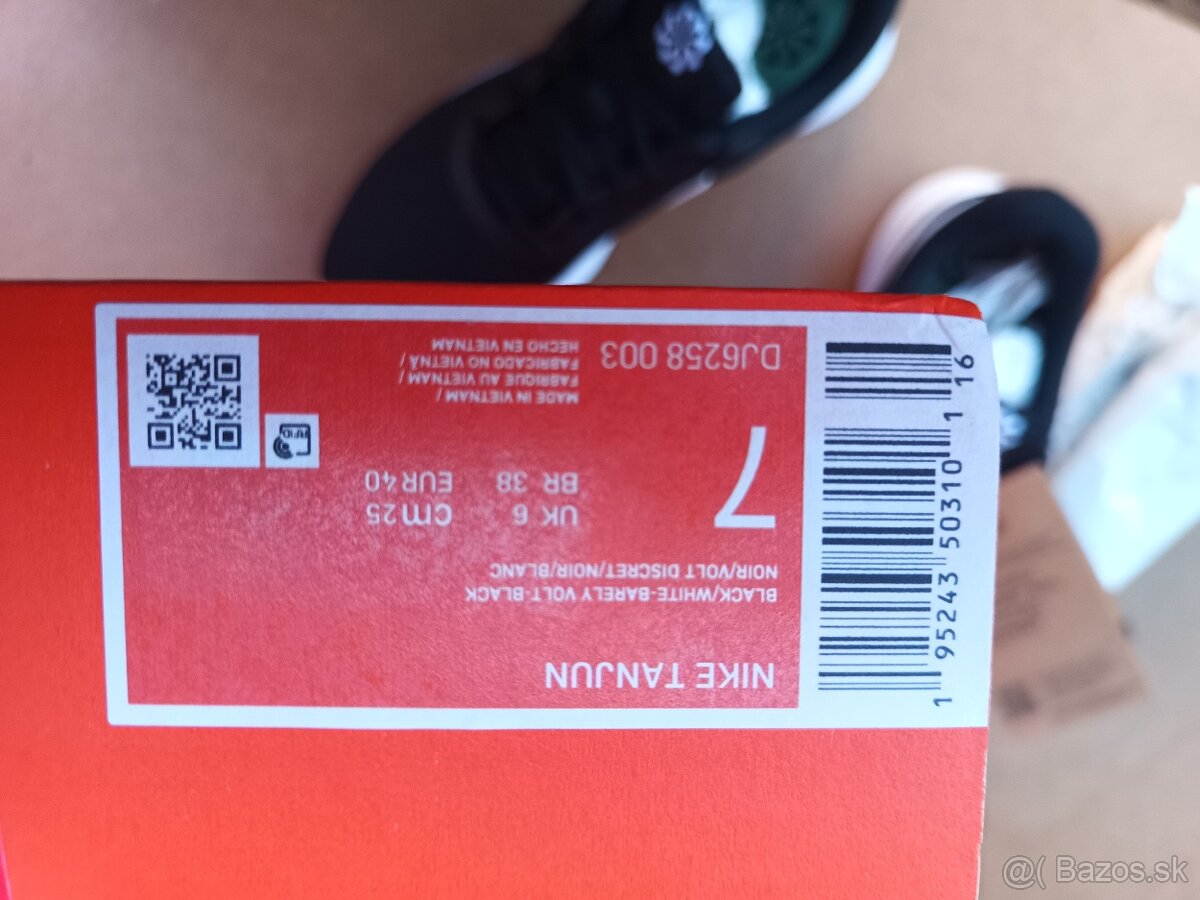 NIKE TANJUN
BLACK/WHITE-BARELY VOLT-BLACK
NOIR/VOLT DISCRET/NOIR/BLANC
7
UK 6 cm 25
BR 38 EUR 40
MADE IN VIETNAM /
FABRIQUE AU VIETNAM /
FABRICADO NO VIETNÃ /
HECHO EN VIETNAM
DJ6258 003
RFID
1 95243 50310 1 16
@( Bazos.sk